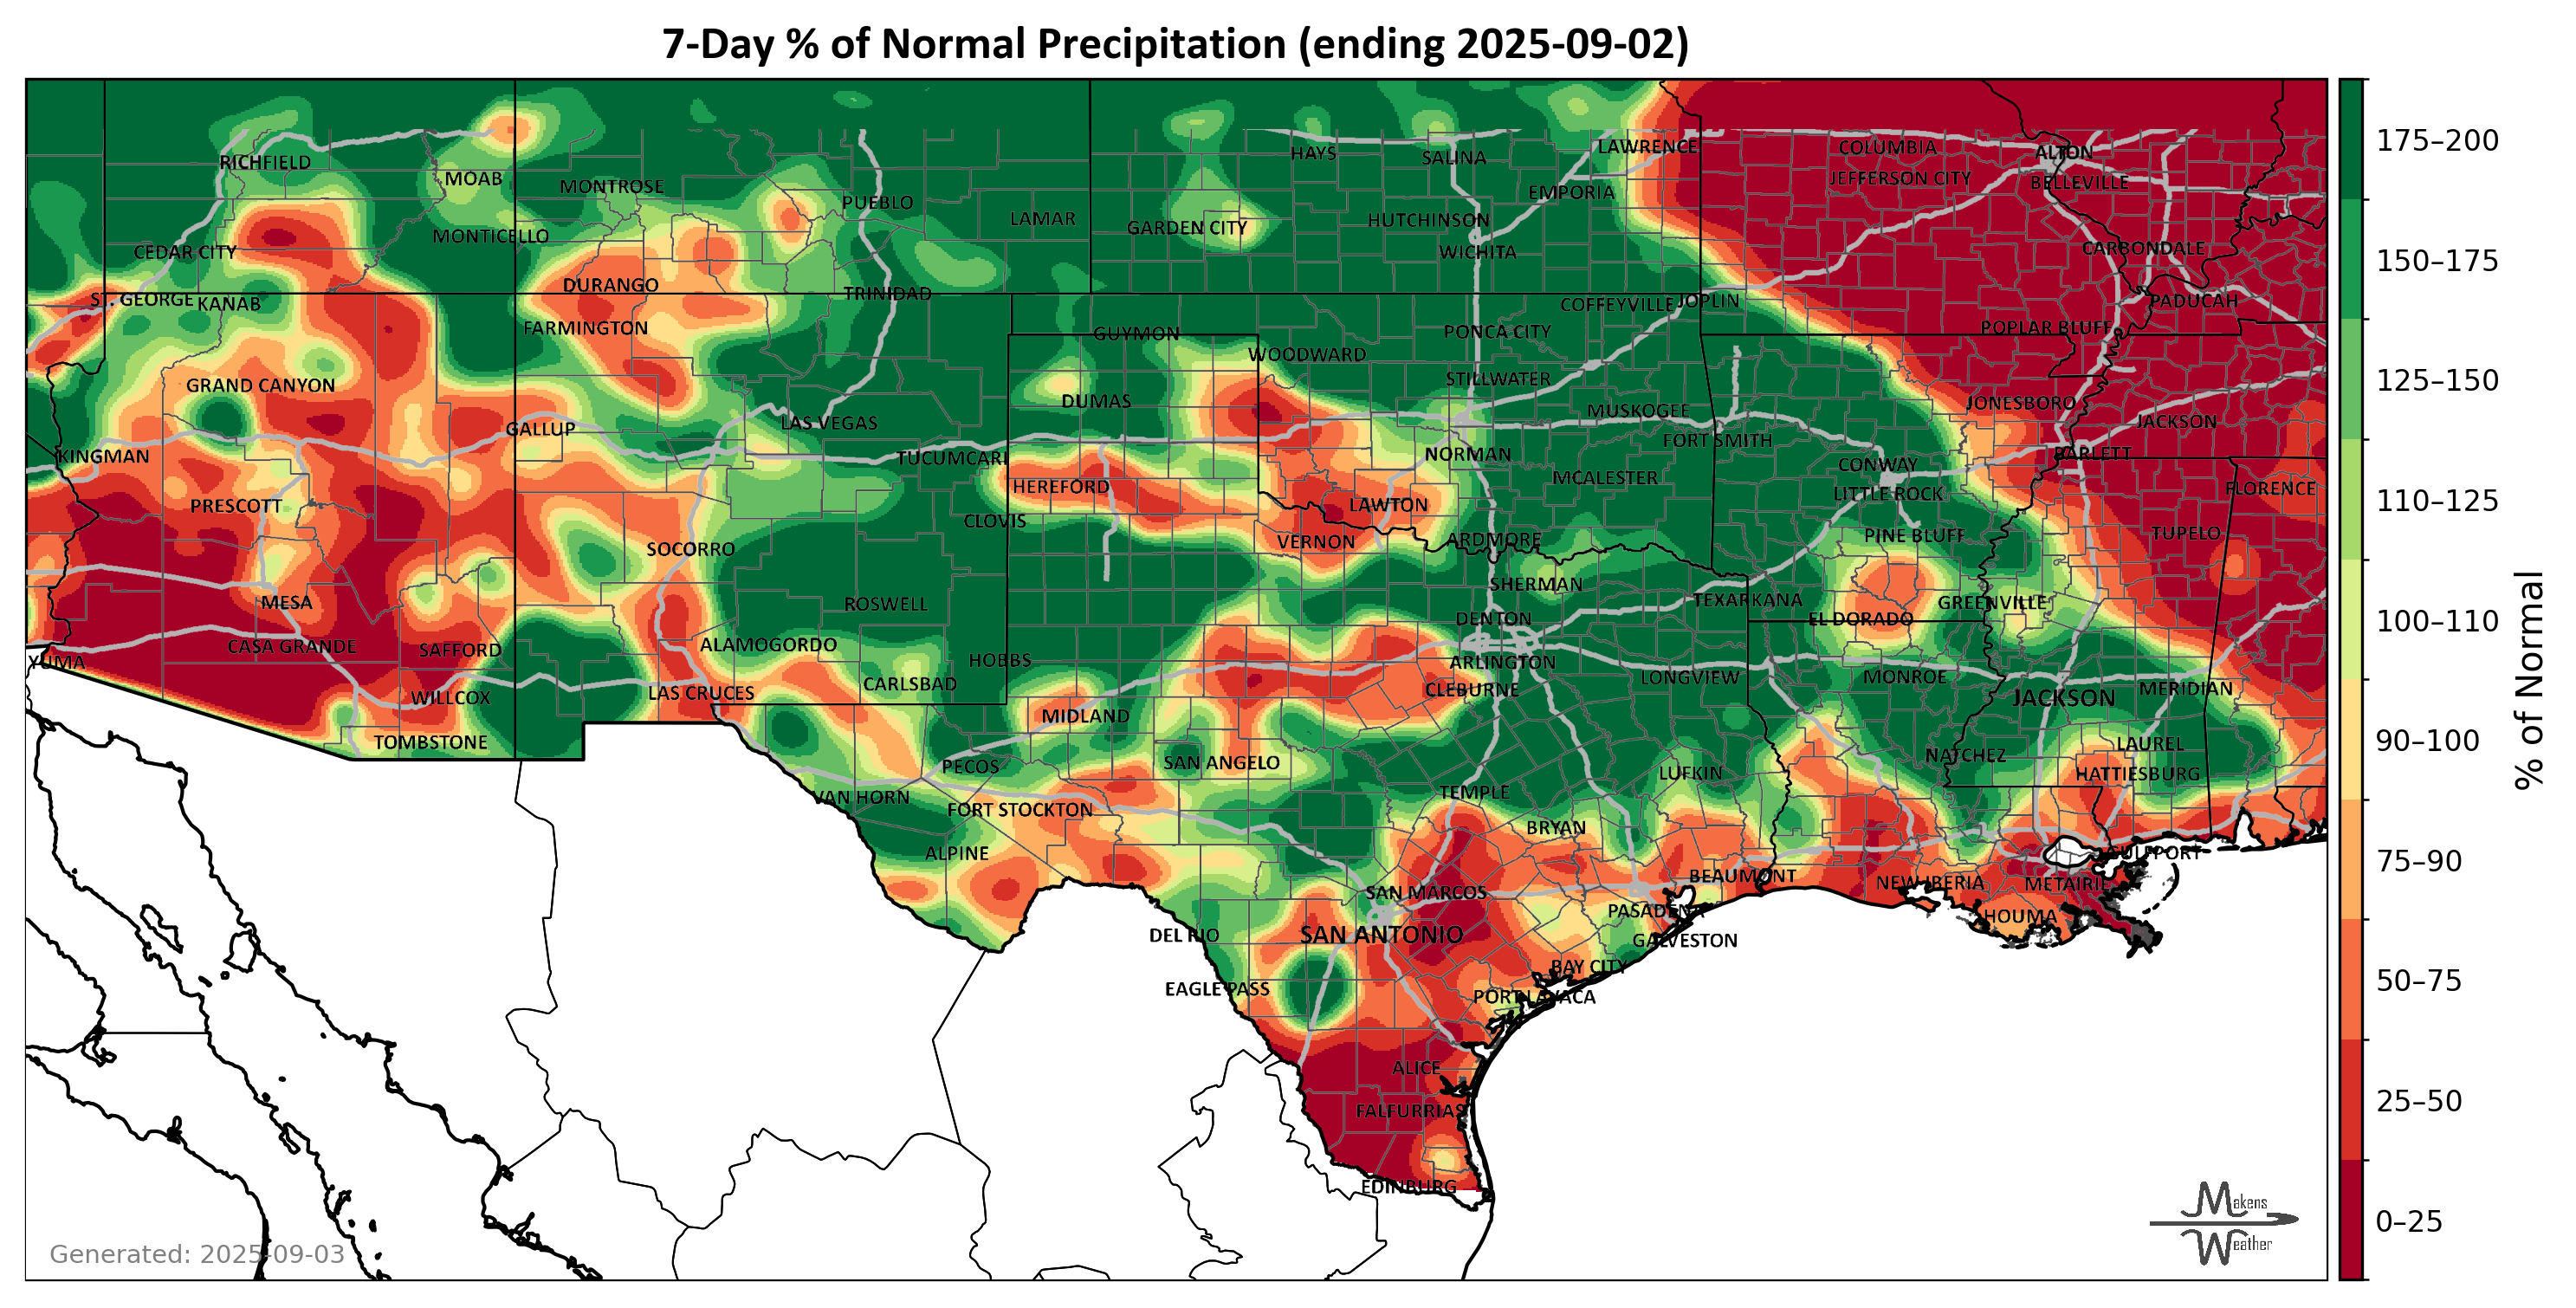 7-Day % of Normal Precipitation (ending 2025-09-02)
RICHFIELD
MOAB
MONTROSE
PUEBLO
LAMAR
HAYS
SALINA
LAWRENCE
COLUMBIA
ALTON
JEFFERSON CITY
BELLEVILLE
EMPORIA
GARDEN CITY
HUTCHINSON
WICHITA
CEDAR CITY
MONTICELLO
CARBONDALE
ST. GEORGE
KANAB
DURANGO
TRINIDAD
COFFEYVILLE
JOPLIN
PADUCAH
FARMINGTON
GUYMON
PONCA CITY
POPLAR BLUFF
WOODWARD
STILLWATER
GRAND CANYON
DUMAS
MUSKOGEE
JONESBORO
JACKSON
GALLUP
LAS VEGAS
FORT SMITH
KINGMAN
TUCUMCARI
NORMAN
BARLETT
HEREFORD
MCALESTER
CONWAY
LITTLE ROCK
FLORENCE
PRESCOTT
CLOVIS
LAWTON
VERNON
ARDMORE
PINE BLUFF
TUPELO
SOCORRO
SHERMAN
MESA
ROSWELL
DENTON
TEXARKANA
EL DORADO
GREENVILLE
CASA GRANDE
SAFFORD
ALAMOGORDO
HOBBS
ARLINGTON
YUMA
WILLCOX
LAS CRUCES
CARLSBAD
CLEBURNE
LONGVIEW
MONROE
JACKSON
MERIDIAN
TOMBSTONE
MIDLAND
PECOS
SAN ANGELO
LUFKIN
NATCHEZ
LAUREL
HATTIESBURG
VAN HORN
FORT STOCKTON
TEMPLE
BRYAN
ALPINE
SAN MARCOS
BEAUMONT
NEW IBERIA
METAIRIE
GULFPORT
PASADENA
HOUMA
DEL RIO
SAN ANTONIO
GALVESTON
EAGLE PASS
BAY CITY
PORT LAVACA
ALICE
FALFURRIAS
EDINBURG
Generated: 2025-09-03
Makens
Weather
175–200
150–175
125–150
110–125
100–110
90–100
75–90
50–75
25–50
0–25
% of Normal